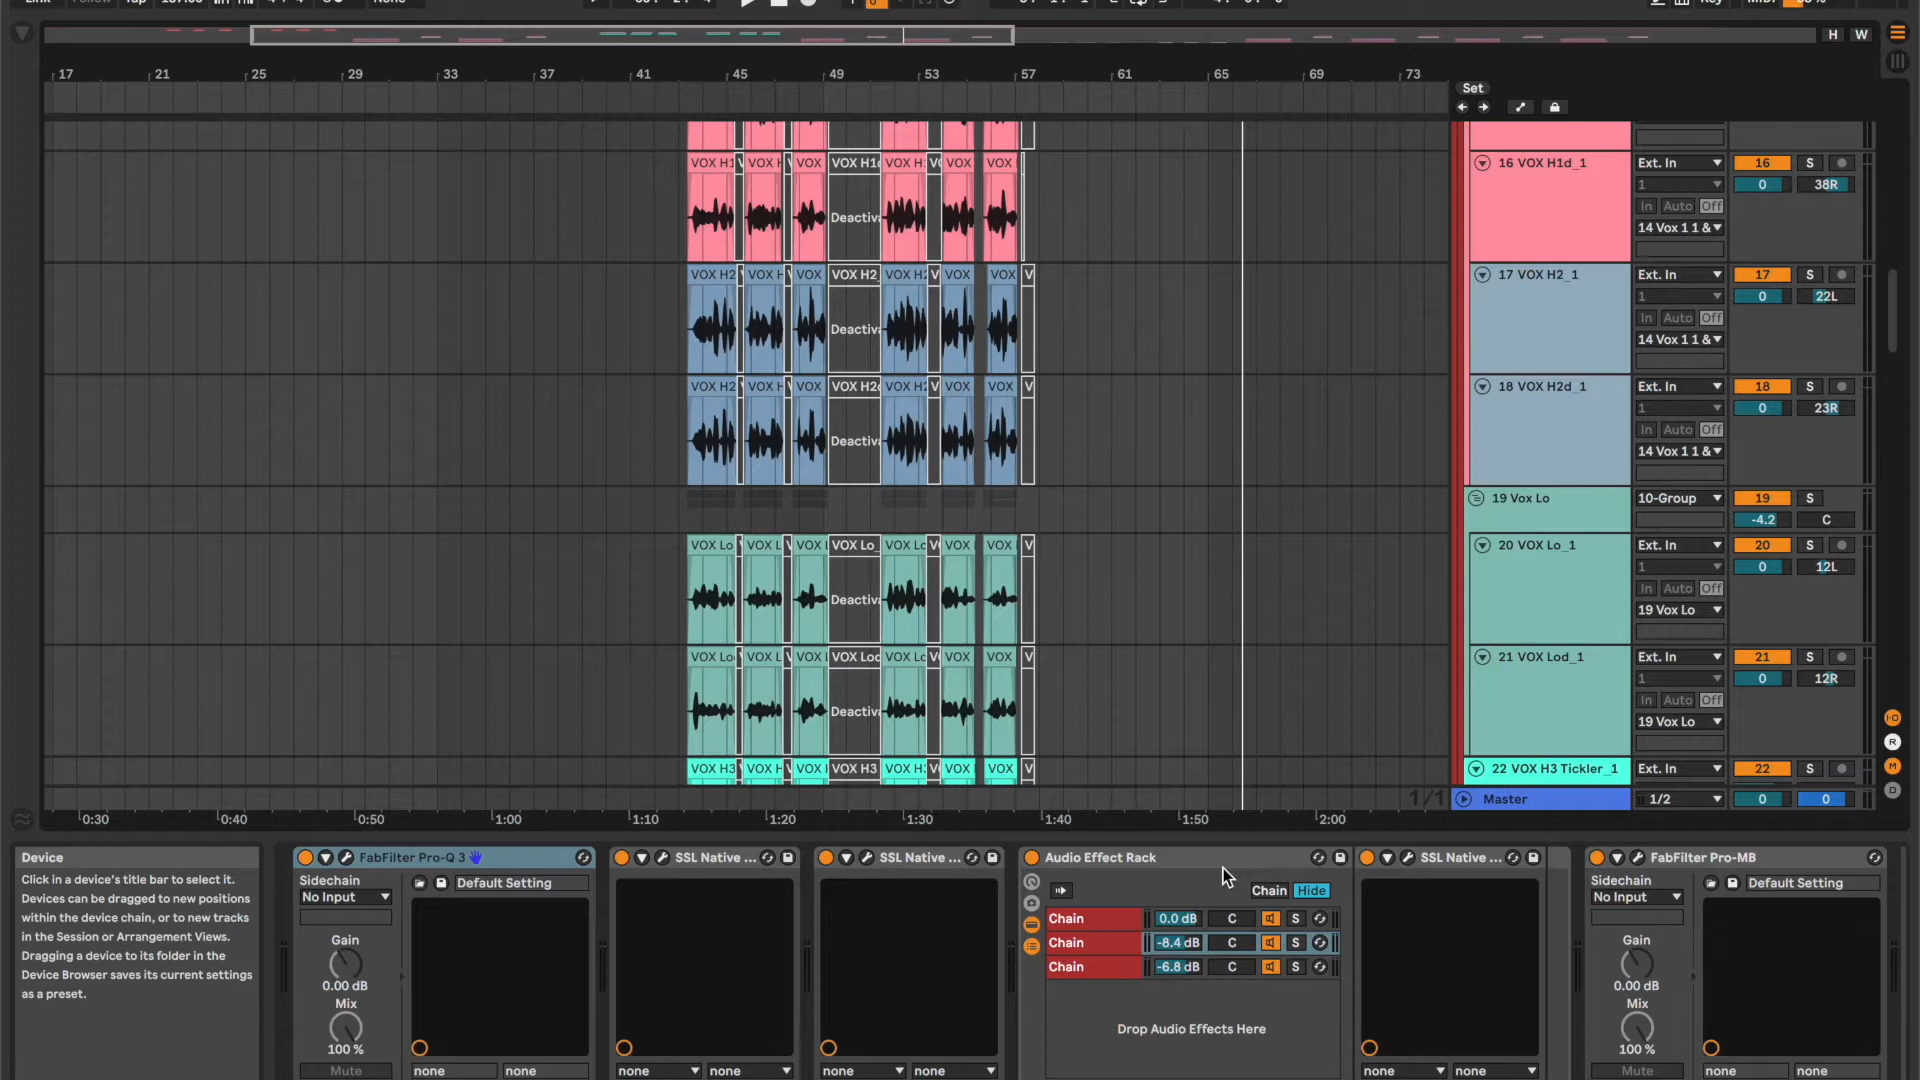 H W
17 21 25 29 33 37 41 45 49 53 57 61 65 69 73
Set
VOX H1 V VOX H V VOX VOX H1 VOX H V VOX VOX
Deactiva
16 VOX H1d_1 Ext. In 16 S
1 0 38R
In Auto Off
14 Vox 1 1 &
VOX H2 VOX H V VOX VOX H2_ VOX H2 V VOX VOX V
Deactiva
17 VOX H2_1 Ext. In 17 S
1 0 22L
In Auto Off
14 Vox 1 1 &
VOX H2 VOX H V VOX VOX H2 VOX H2 V VOX VOX V
Deactiva
18 VOX H2d_1 Ext. In 18 S
1 0 23R
In Auto Off
14 Vox 1 1 &
19 Vox Lo 10-Group 19 S
-4.2 C
VOX Lo VOX L VOX VOX Lo_ VOX Lo VOX VOX V
Deactiva
20 VOX Lo_1 Ext. In 20 S
1 0 12L
In Auto Off
19 Vox Lo
VOX Lo VOX L VOX VOX Loc VOX Lc VOX VOX V
Deactiva
21 VOX Lod_1 Ext. In 21 S
1 0 12R
In Auto Off
19 Vox Lo
VOX H3 VOX H VOX VOX H3 VOX H VOX VOX V
22 VOX H3 Tickler_1 Ext. In 22 S
1/1
Master 1/2 0 0
0:30 0:40 0:50 1:00 1:10 1:20 1:30 1:40 1:50 2:00
I·O
R
M
D
Device
Click in a device's title bar to select it.
Devices can be dragged to new positions
within the device chain, or to new tracks
in the Session or Arrangement Views.
Dragging a device to its folder in the
Device Browser saves its current settings
as a preset.
FabFilter Pro-Q 3
Sidechain
No Input
Default Setting
Gain
0.00 dB
Mix
100 %
Mute
none none
SSL Native ...
none none
SSL Native ...
none none
Audio Effect Rack
Chain Hide
Chain 0.0 dB C S
Chain -8.4 dB C S
Chain -6.8 dB C S
Drop Audio Effects Here
SSL Native ...
none none
FabFilter Pro-MB
Sidechain
No Input
Default Setting
Gain
0.00 dB
Mix
100 %
Mute
none none